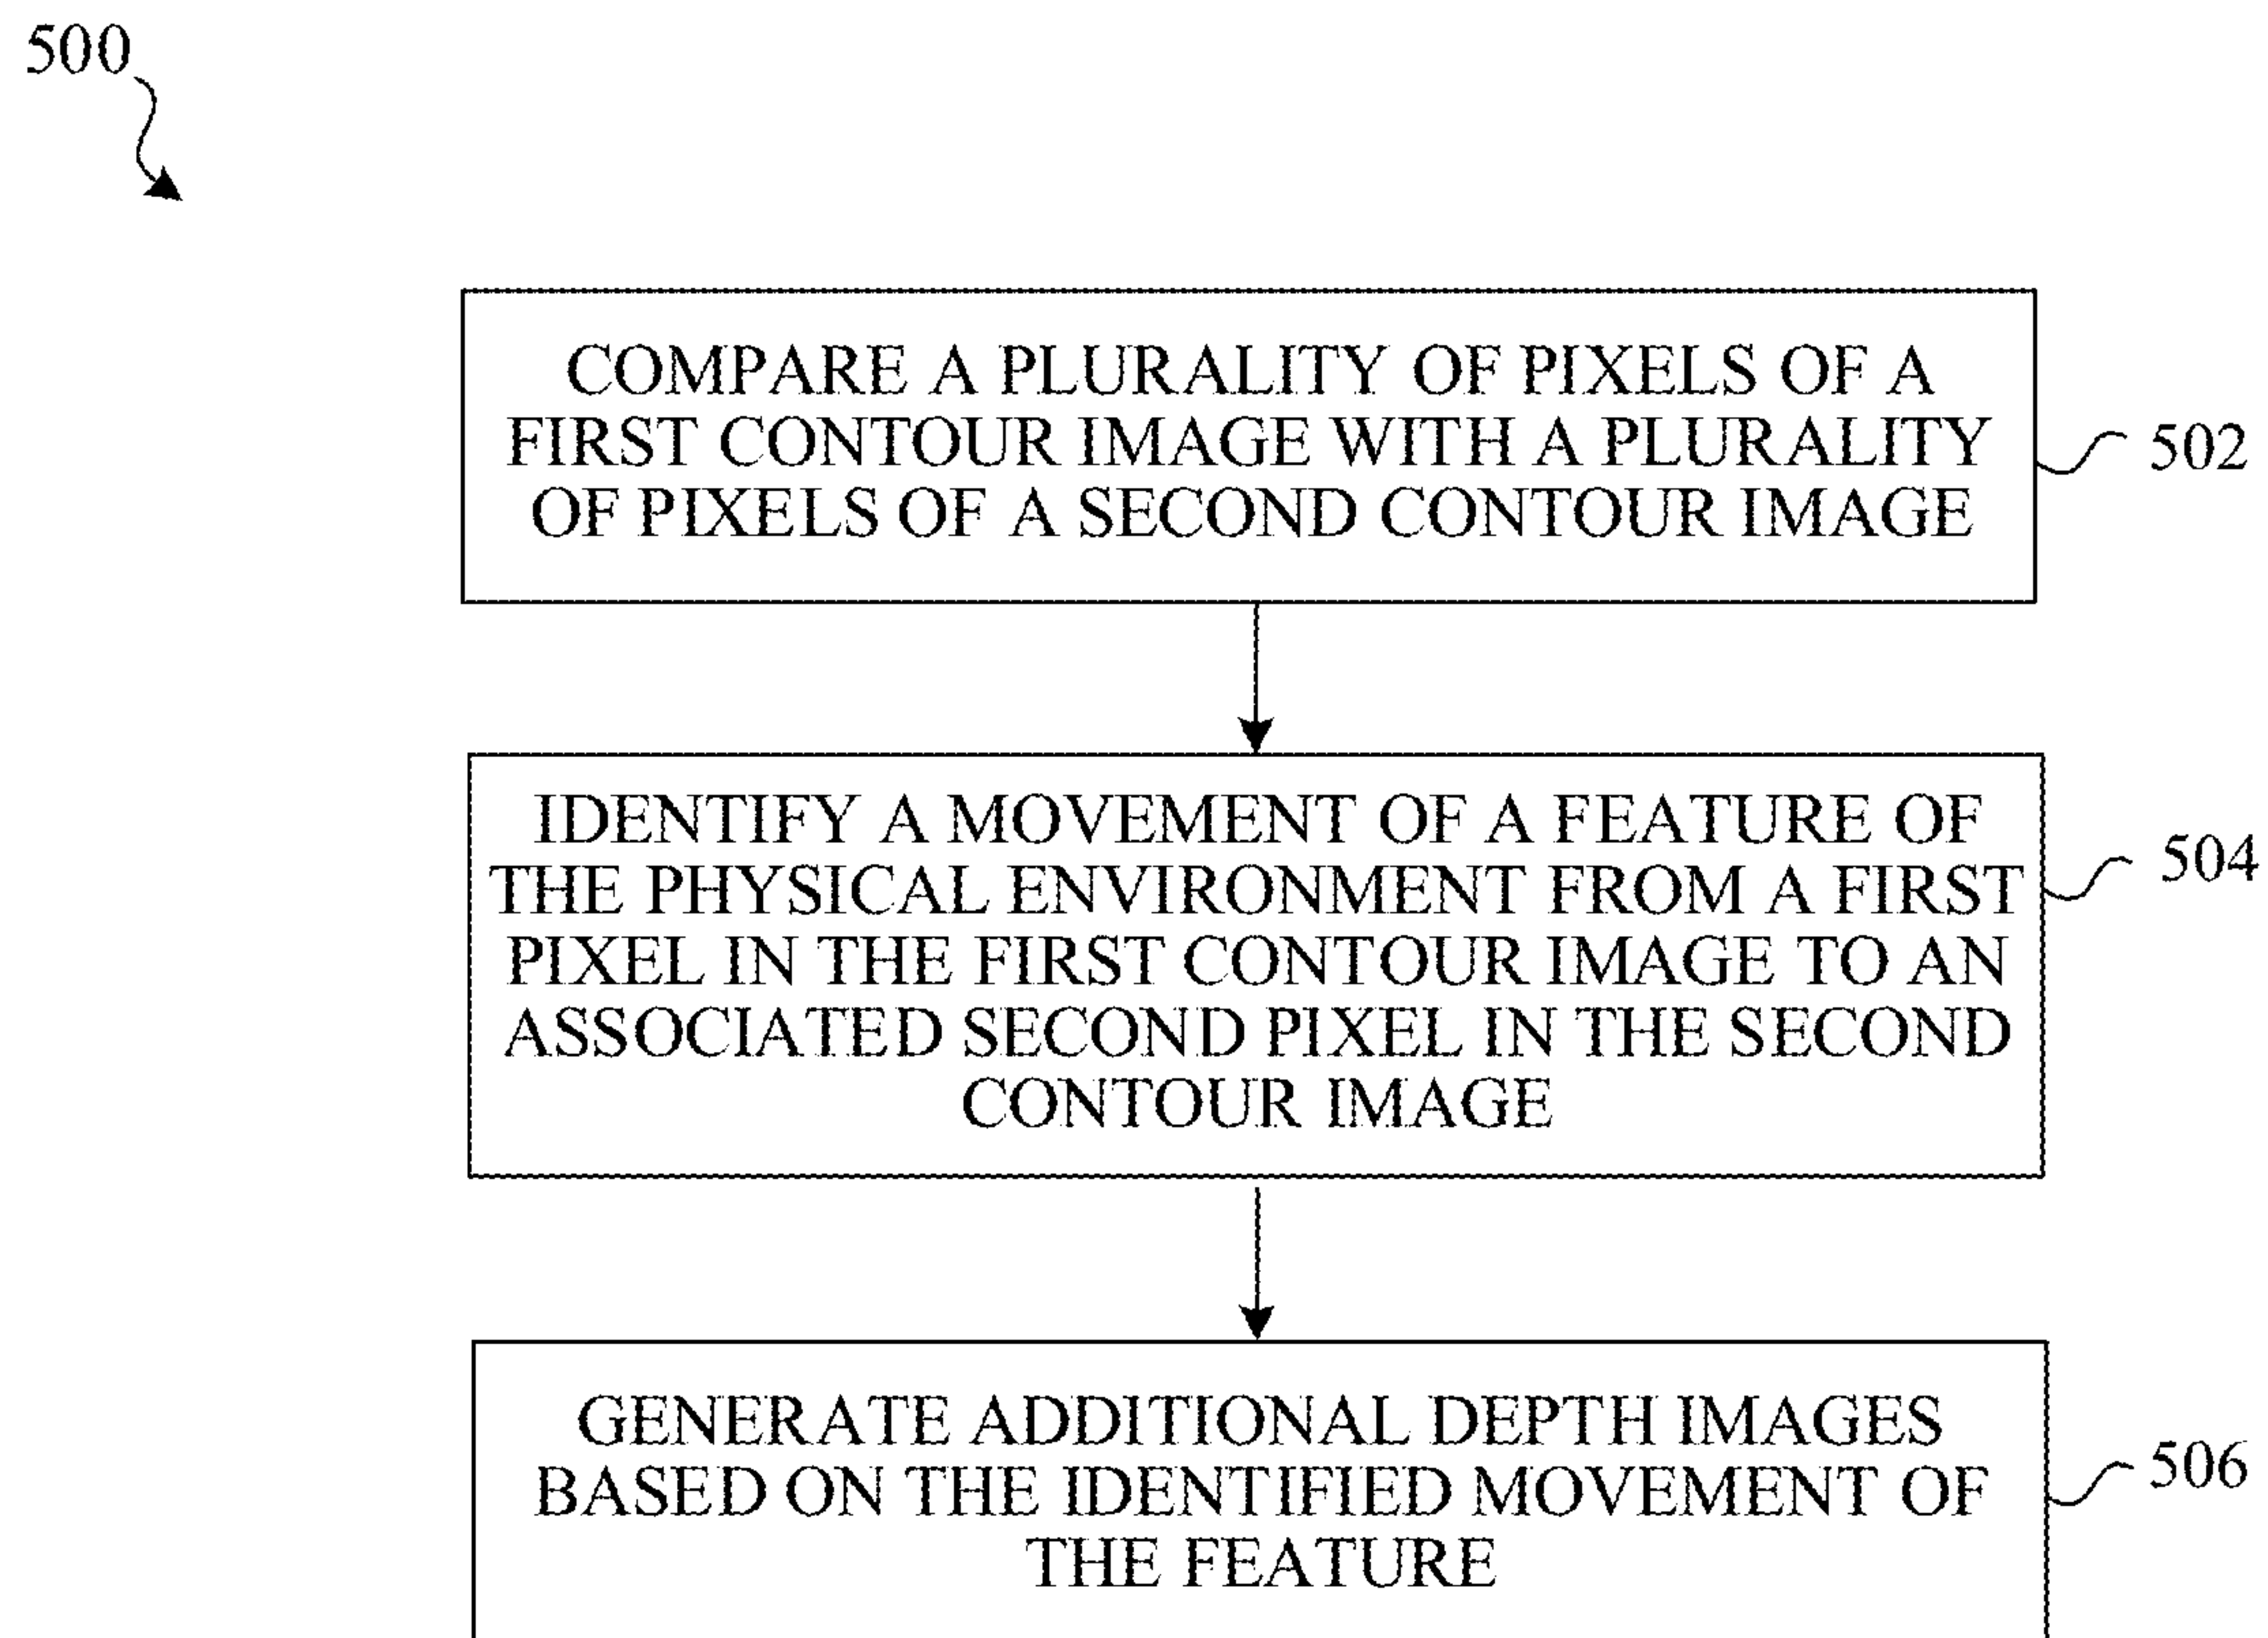 500
COMPARE A PLURALITY OF PIXELS OF A
FIRST CONTOUR IMAGE WITH A PLURALITY
OF PIXELS OF A SECOND CONTOUR IMAGE
502
IDENTIFY A MOVEMENT OF A FEATURE OF
THE PHYSICAL ENVIRONMENT FROM A FIRST
PIXEL IN THE FIRST CONTOUR IMAGE TO AN
ASSOCIATED SECOND PIXEL IN THE SECOND
CONTOUR IMAGE
504
GENERATE ADDITIONAL DEPTH IMAGES
BASED ON THE IDENTIFIED MOVEMENT OF
THE FEATURE
506